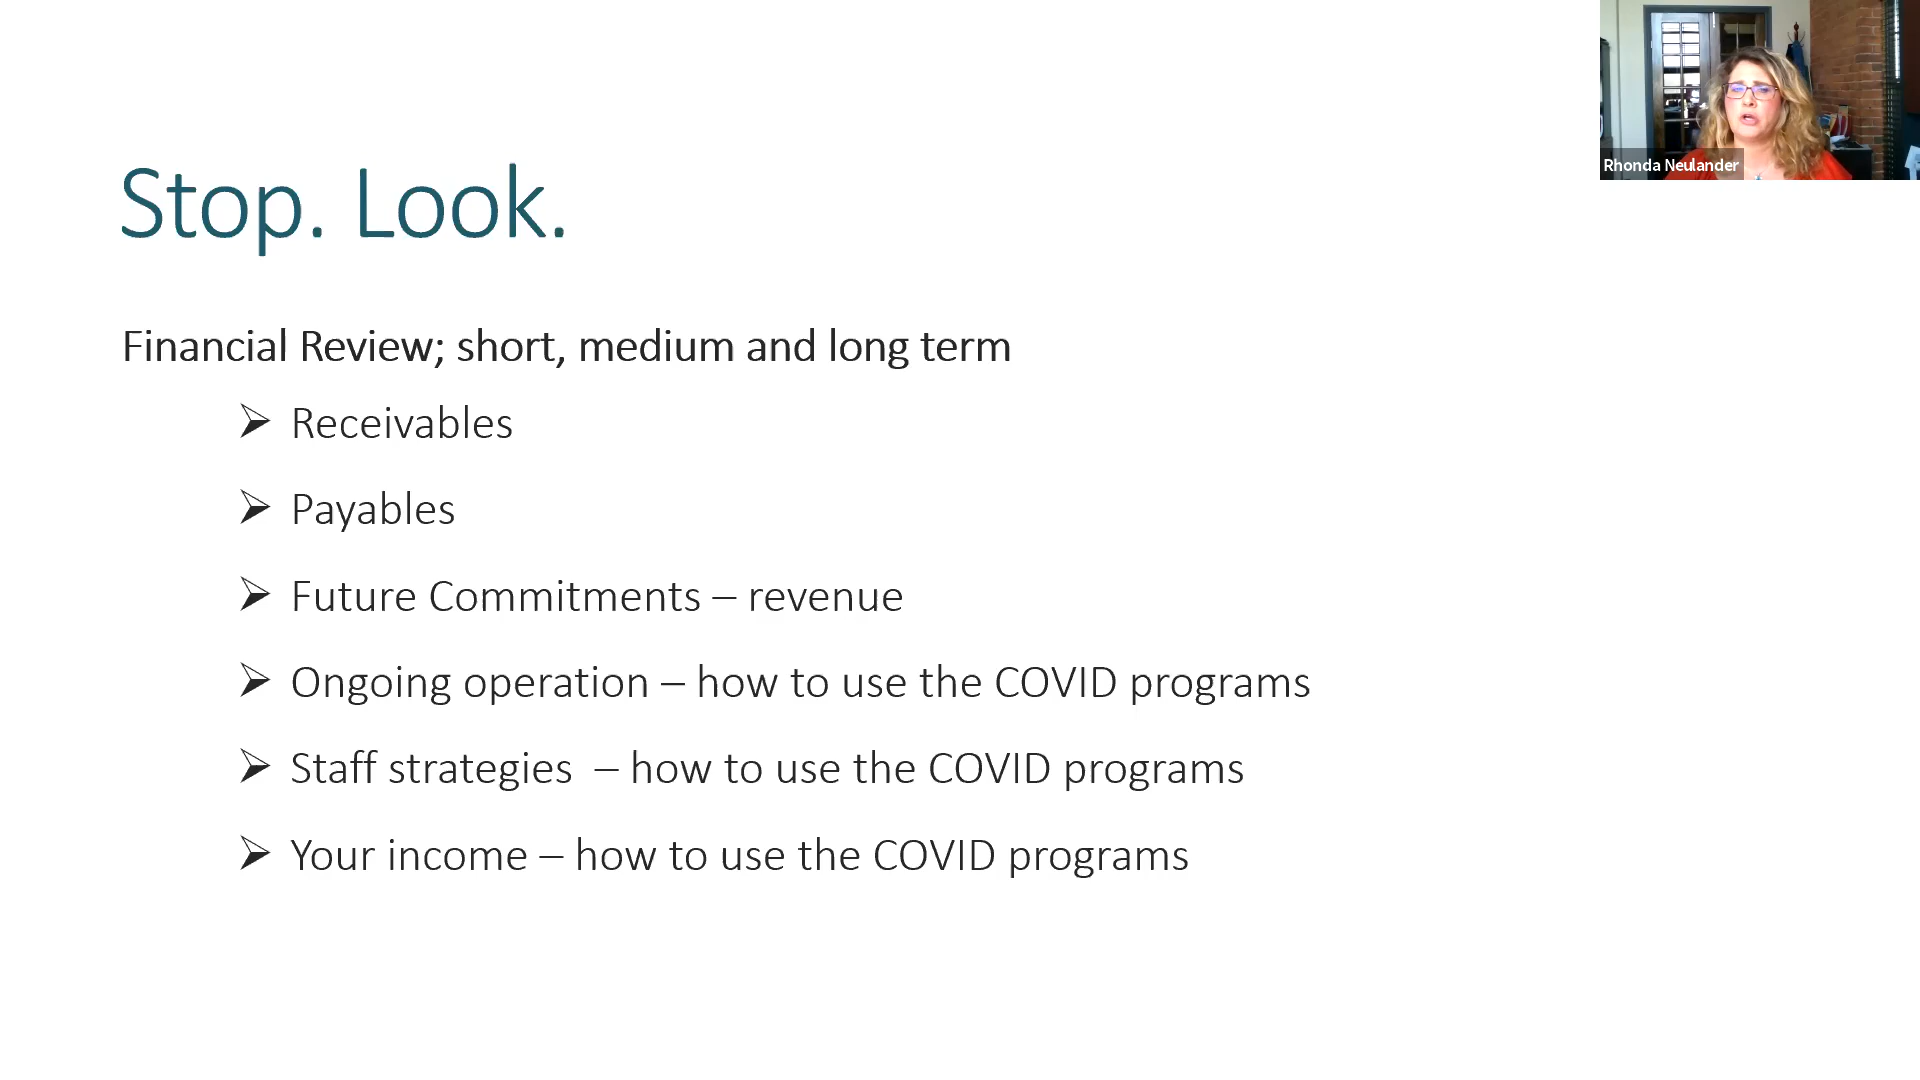 Stop. Look.
Rhonda Neulander
Financial Review; short, medium and long term
➢ Receivables
➢ Payables
➢ Future Commitments – revenue
➢ Ongoing operation – how to use the COVID programs
➢ Staff strategies – how to use the COVID programs
➢ Your income – how to use the COVID programs